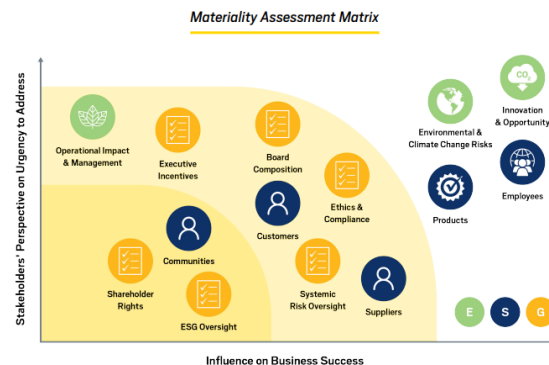 Materiality Assessment Matrix
Stakeholders' Perspective on Urgency to Address
CO2
Innovation
& Opportunity
Environmental &
Climate Change Risks
Operational Impact
& Management
Executive
Incentives
Board
Composition
Ethics &
Compliance
Products
Employees
Customers
Communities
Shareholder
Rights
ESG Oversight
Systemic
Risk Oversight
Suppliers
E S G
Influence on Business Success